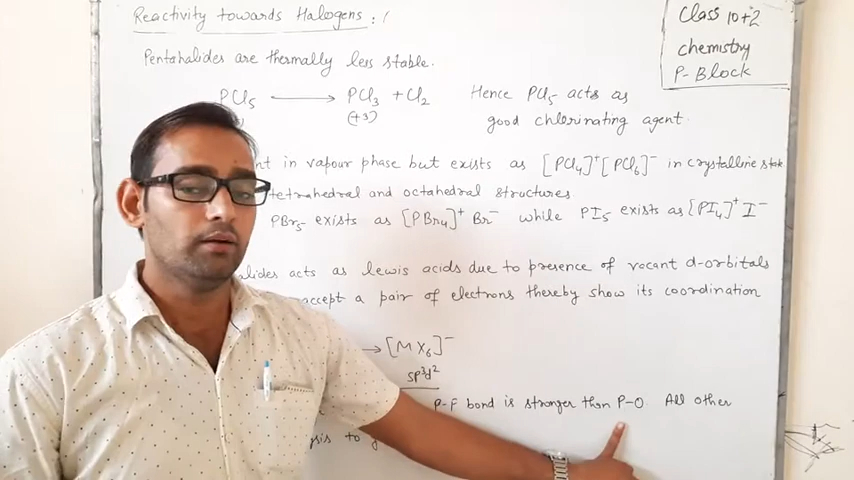 Reactivity towards Halogens :-
Class 10+2
chemistry
P-Block
Pentahalides are thermally less stable.
PCl5 ⟶ PCl3 + Cl2 Hence PCl5 acts as
(+3) good chlorinating agent.
in vapour phase but exists as [PCl4]+[PCl6]- in crystalline state
tetrahedral and octahedral structures
PBr5 exists as [PBr4]+ Br- while PI5 exists as [PI4]+ I-
acts as lewis acids due to presence of vacant d-orbitals
accept a pair of electrons thereby show its coordination
→ [MX6]-
sp3d2
P-F bond is stronger than P-O. All other
to